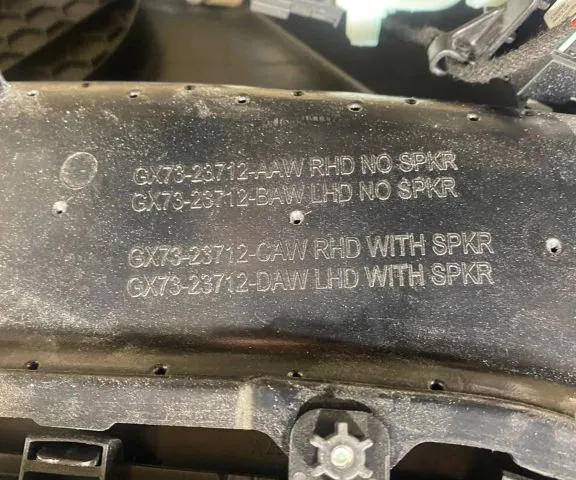 GX73-23712-AAW RHD NO SPKR
GX73-23712-BAW LHD NO SPKR
GX73-23712-CAW RHD WITH SPKR
GX73-23712-DAW LHD WITH SPKR